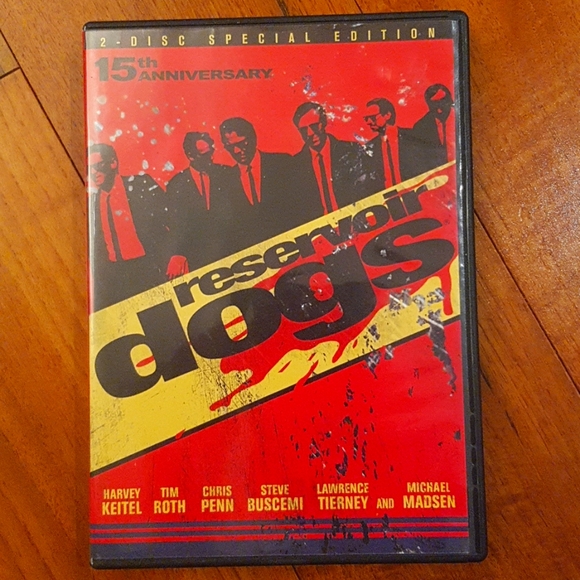 2-DISC SPECIAL EDITION
15th ANNIVERSARY
reservoir
dogs
HARVEY KEITEL
TIM ROTH
CHRIS PENN
STEVE BUSCEMI
LAWRENCE TIERNEY
AND
MICHAEL MADSEN